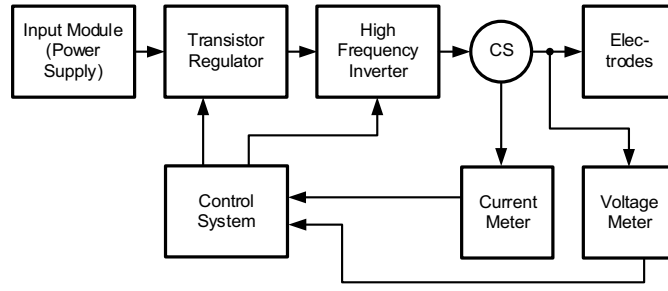 Input Module
(Power
Supply)
Transistor
Regulator
High
Frequency
Inverter
CS
Elec-
trodes
Control
System
Current
Meter
Voltage
Meter